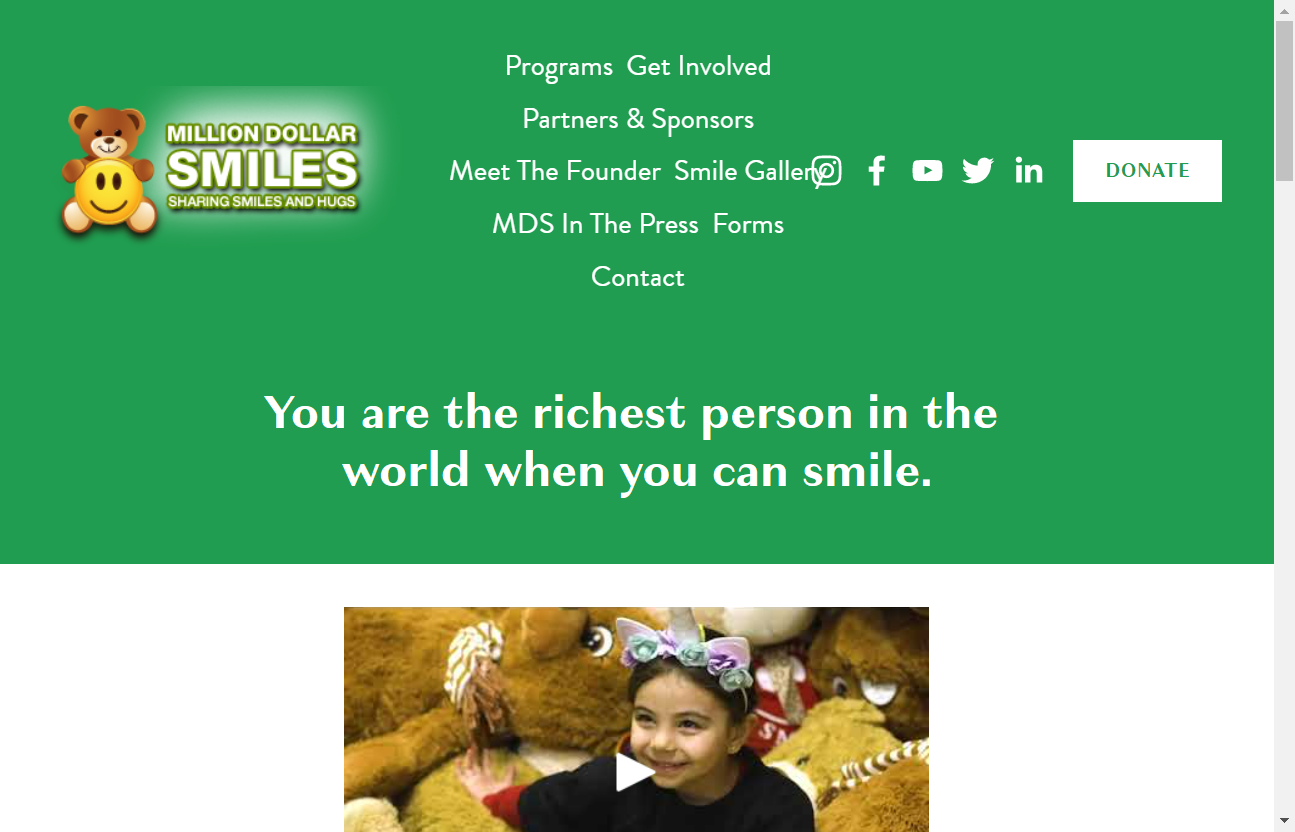 MILLION DOLLAR
SMILES
SHARING SMILES AND HUGS
Programs Get Involved
Partners & Sponsors
Meet The Founder Smile Gallery
MDS In The Press Forms
Contact
DONATE
You are the richest person in the
world when you can smile.